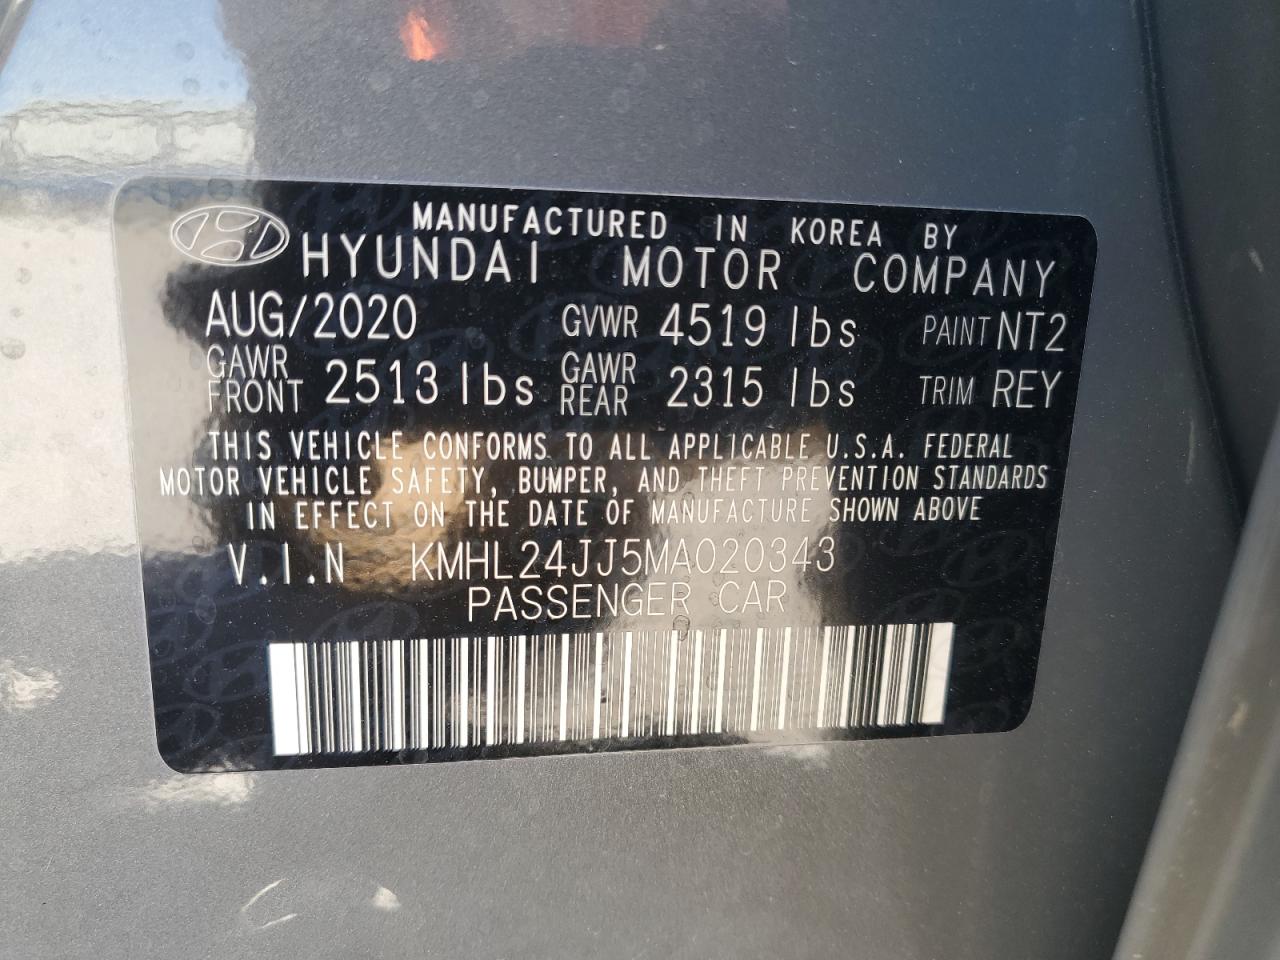 MANUFACTURED IN KOREA BY
HYUNDAI MOTOR COMPANY
AUG/2020 GVWR 4519 lbs PAINT NT2
GAWR FRONT 2513 lbs GAWR REAR 2315 lbs TRIM REY
THIS VEHICLE CONFORMS TO ALL APPLICABLE U.S.A. FEDERAL
MOTOR VEHICLE SAFETY, BUMPER, AND THEFT PREVENTION STANDARDS
IN EFFECT ON THE DATE OF MANUFACTURE SHOWN ABOVE
V.I.N KMHL24JJ5MA020343
PASSENGER CAR